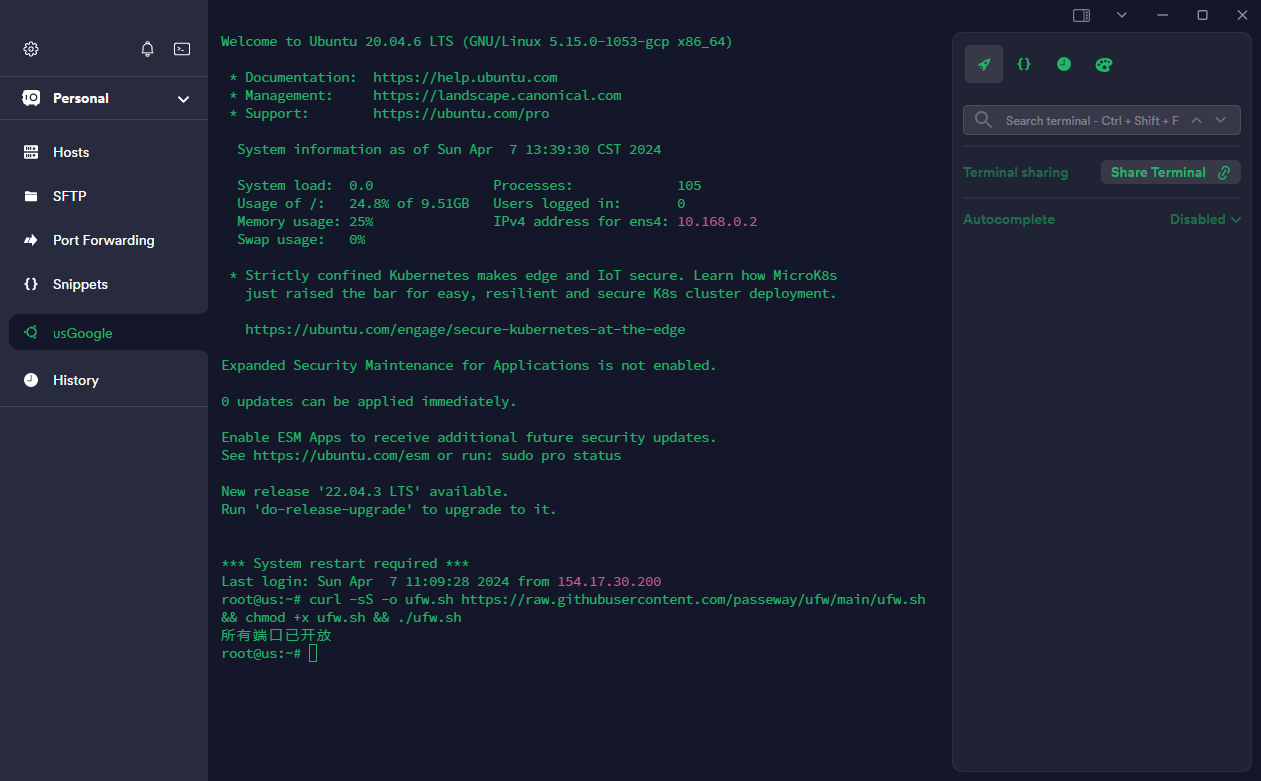 Personal
Hosts
SFTP
Port Forwarding
Snippets
usGoogle
History
Welcome to Ubuntu 20.04.6 LTS (GNU/Linux 5.15.0-1053-gcp x86_64)
* Documentation:  https://help.ubuntu.com
* Management:     https://landscape.canonical.com
* Support:        https://ubuntu.com/pro
System information as of Sun Apr  7 13:39:30 CST 2024
System load:  0.0               Processes:             105
Usage of /:   24.8% of 9.51GB   Users logged in:       0
Memory usage: 25%               IPv4 address for ens4: 10.168.0.2
Swap usage:   0%
* Strictly confined Kubernetes makes edge and IoT secure. Learn how MicroK8s
just raised the bar for easy, resilient and secure K8s cluster deployment.
https://ubuntu.com/engage/secure-kubernetes-at-the-edge
Expanded Security Maintenance for Applications is not enabled.
0 updates can be applied immediately.
Enable ESM Apps to receive additional future security updates.
See https://ubuntu.com/esm or run: sudo pro status
New release '22.04.3 LTS' available.
Run 'do-release-upgrade' to upgrade to it.
*** System restart required ***
Last login: Sun Apr  7 11:09:28 2024 from 154.17.30.200
root@us:~# curl -sS -o ufw.sh https://raw.githubusercontent.com/passeway/ufw/main/ufw.sh
&& chmod +x ufw.sh && ./ufw.sh
所有端口已开放
root@us:~#
Search terminal - Ctrl + Shift + F
Terminal sharing
Share Terminal
Autocomplete
Disabled